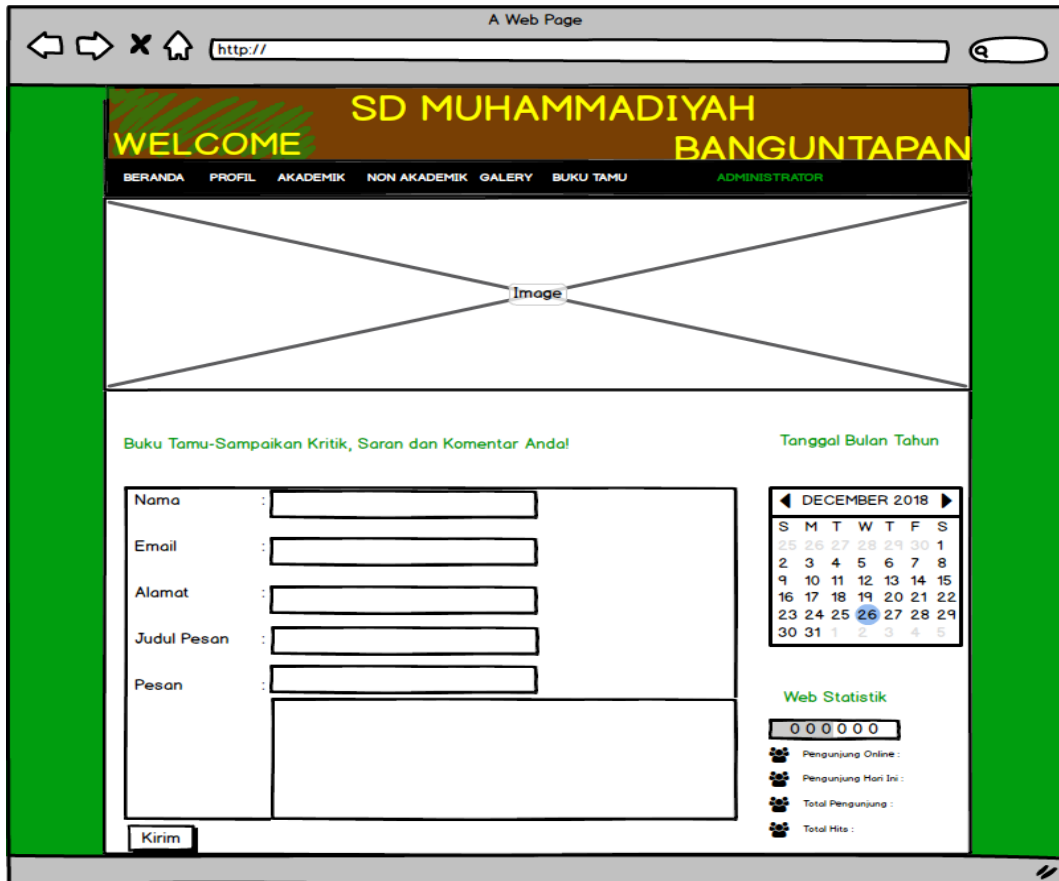 A Web Page
http://
SD MUHAMMADIYAH
WELCOME BANGUNTAPAN
BERANDA PROFIL AKADEMIK NON AKADEMIK GALERY BUKU TAMU ADMINISTRATOR
Image
Buku Tamu-Sampaikan Kritik, Saran dan Komentar Anda!
Nama :
Email :
Alamat :
Judul Pesan :
Pesan :
Kirim
Tanggal Bulan Tahun
DECEMBER 2018
S M T W T F S
25 26 27 28 29 30 1
2 3 4 5 6 7 8
9 10 11 12 13 14 15
16 17 18 19 20 21 22
23 24 25 26 27 28 29
30 31 1 2 3 4 5
Web Statistik
000000
Pengunjung Online :
Pengunjung Hari Ini :
Total Pengunjung :
Total Hits :